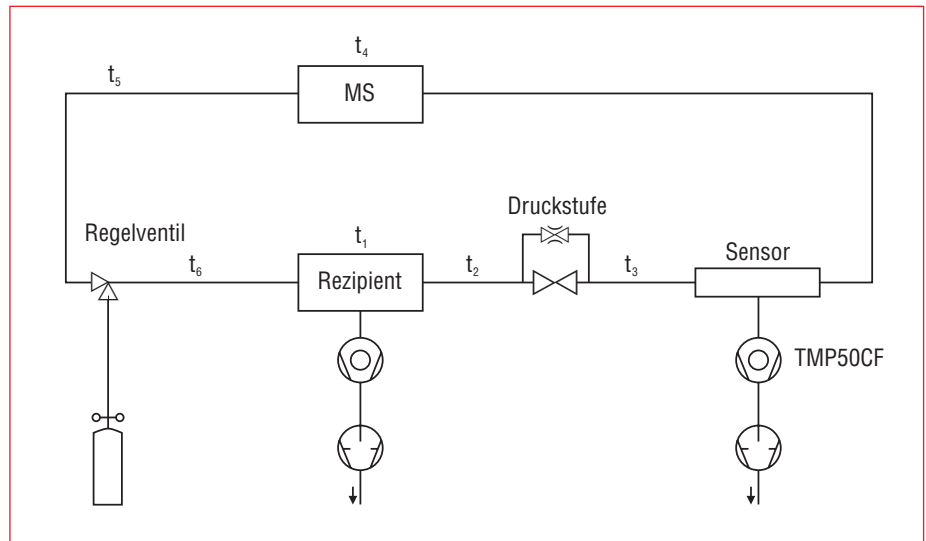 t₄
t₅
MS
Druckstufe
Regelventil
t₁
Sensor
t₆
t₂
t₃
Rezipient
TMP50CF